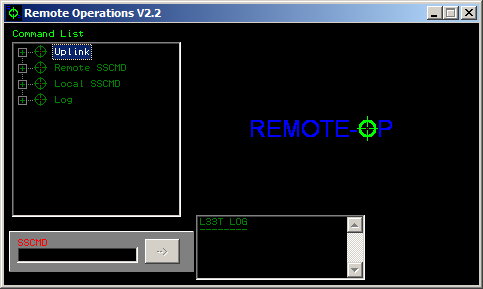 Remote Operations V2.2
Command List
Uplink
Remote SSCMD
Local SSCMD
Log
REMOTE-OP
L33T LOG
--------
SSCMD
-->